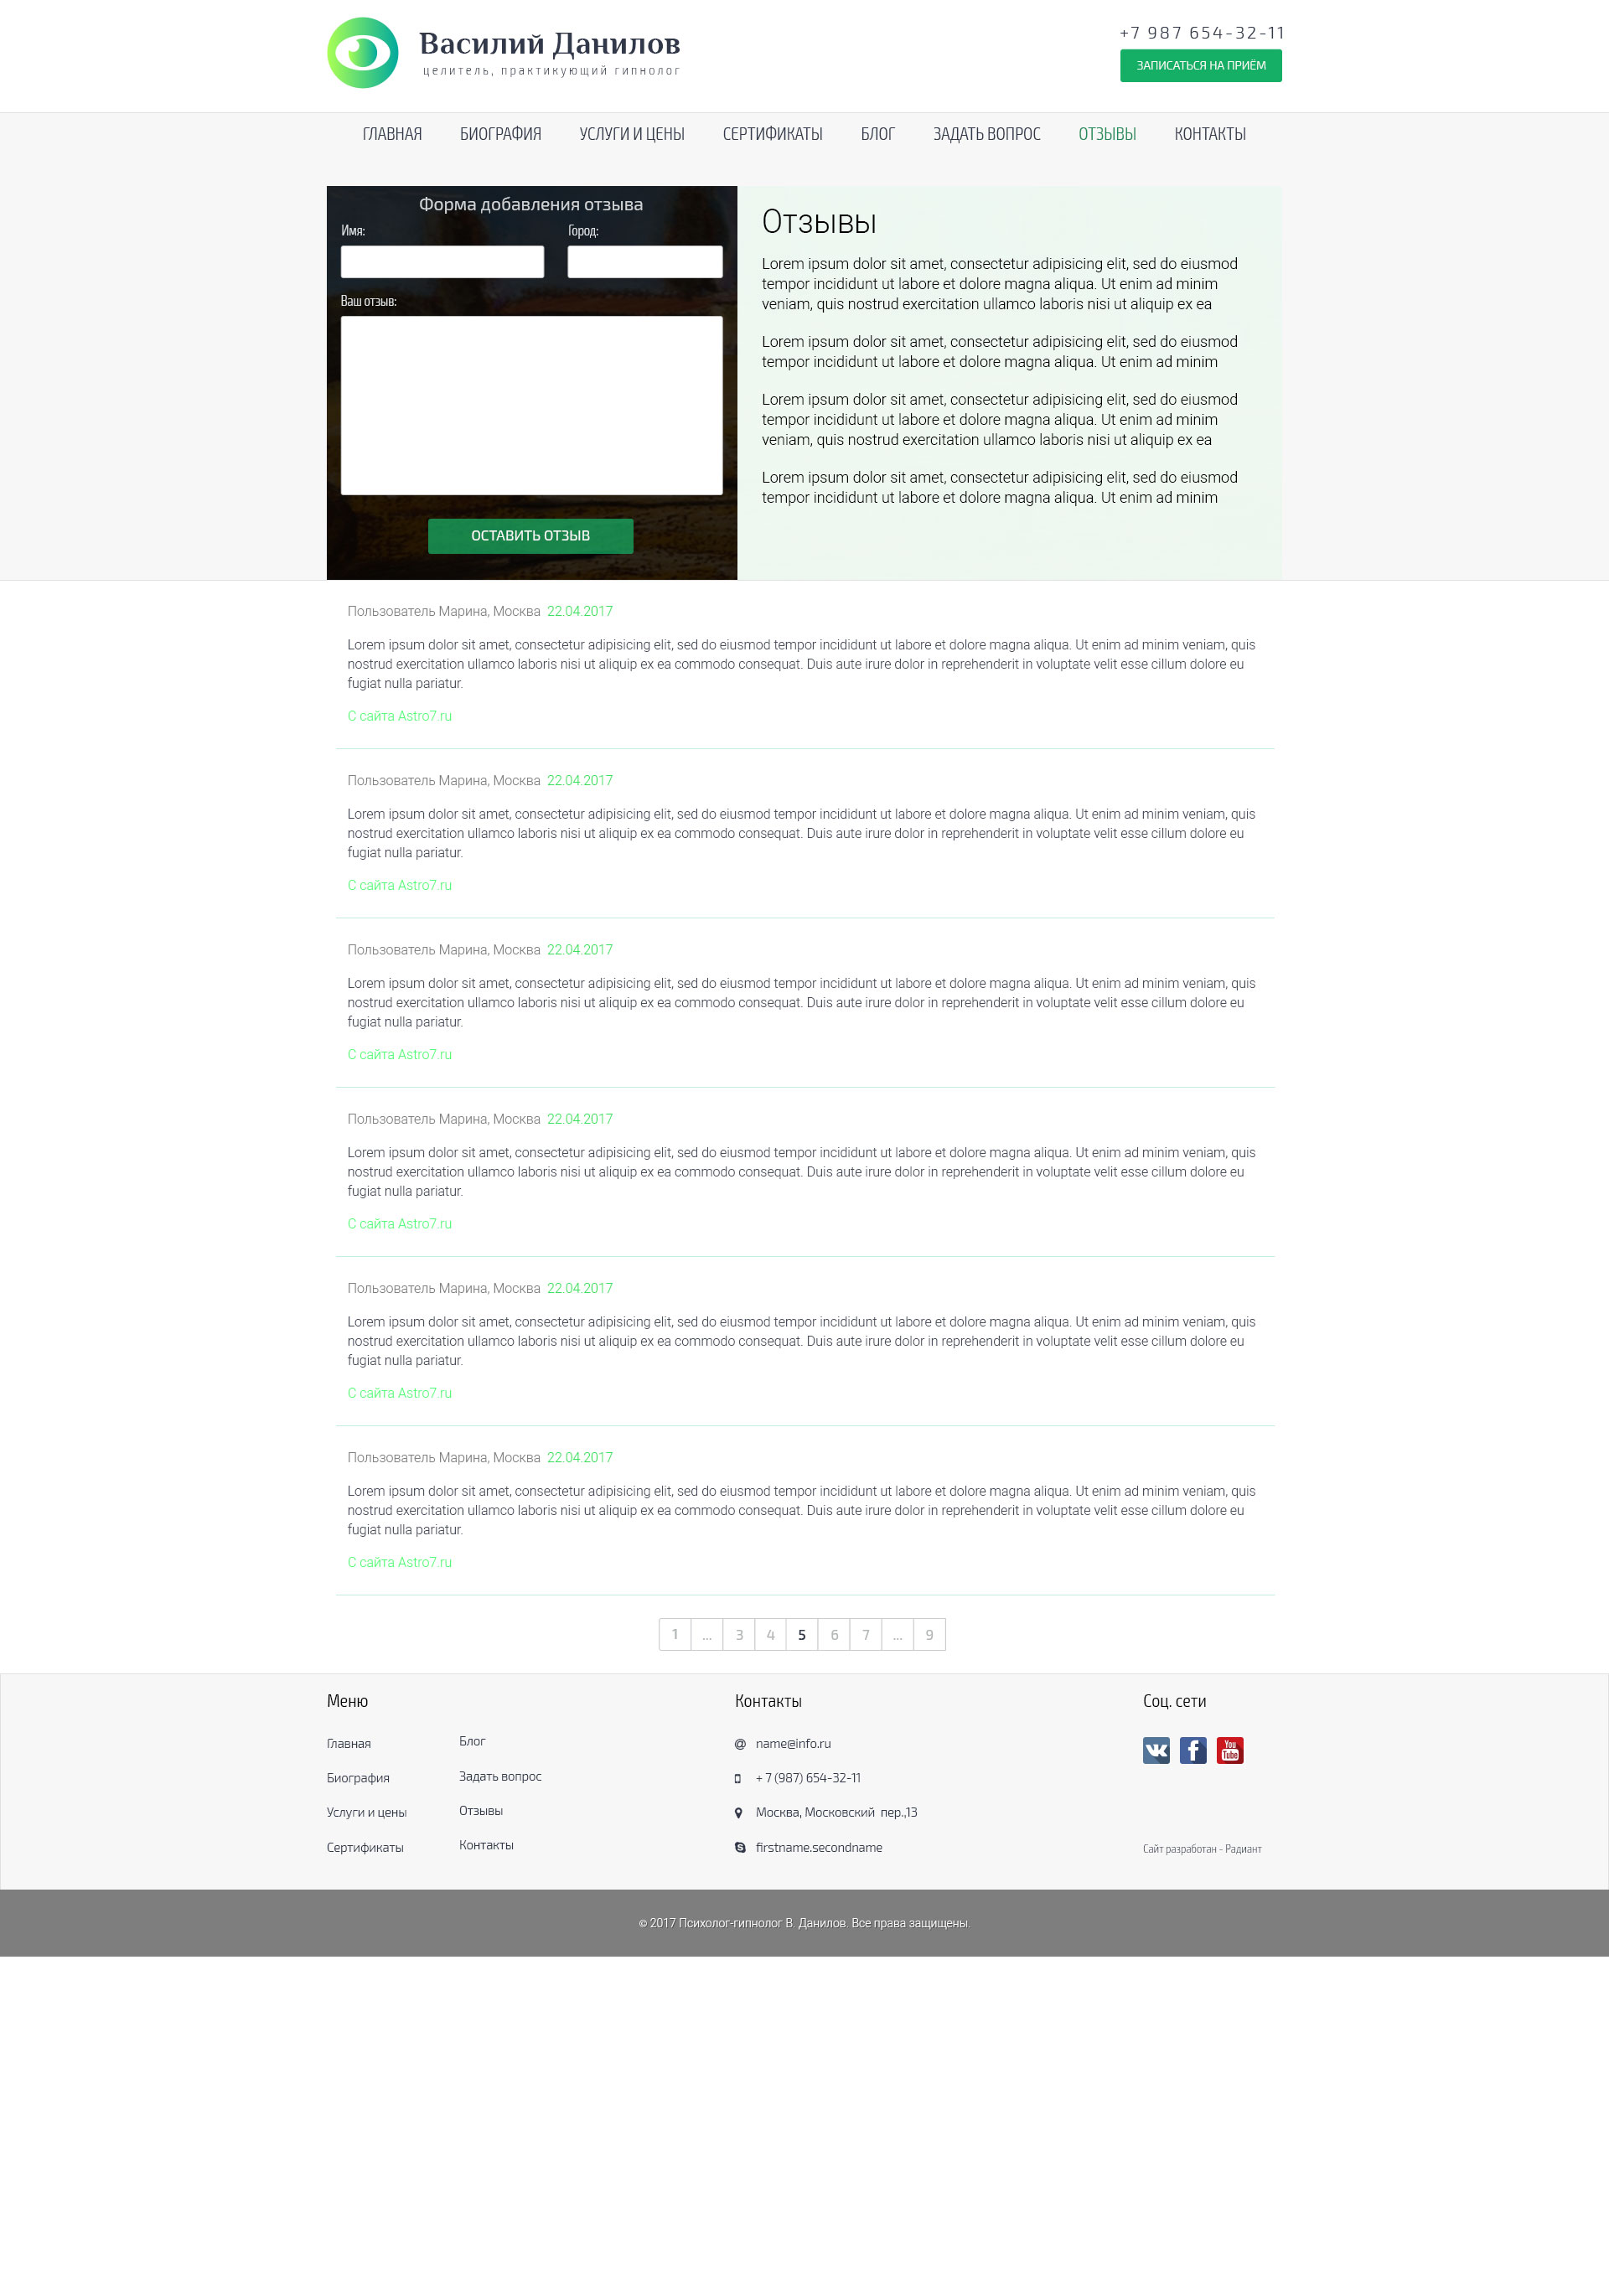 Василий Данилов
целитель, практикующий гипнолог
+7 987 654-32-11
ЗАПИСАТЬСЯ НА ПРИЁМ
ГЛАВНАЯ БИОГРАФИЯ УСЛУГИ И ЦЕНЫ СЕРТИФИКАТЫ БЛОГ ЗАДАТЬ ВОПРОС ОТЗЫВЫ КОНТАКТЫ
Форма добавления отзыва
Имя: Город:
Ваш отзыв:
ОСТАВИТЬ ОТЗЫВ
Отзывы
Lorem ipsum dolor sit amet, consectetur adipisicing elit, sed do eiusmod
tempor incididunt ut labore et dolore magna aliqua. Ut enim ad minim
veniam, quis nostrud exercitation ullamco laboris nisi ut aliquip ex ea
Lorem ipsum dolor sit amet, consectetur adipisicing elit, sed do eiusmod
tempor incididunt ut labore et dolore magna aliqua. Ut enim ad minim
Lorem ipsum dolor sit amet, consectetur adipisicing elit, sed do eiusmod
tempor incididunt ut labore et dolore magna aliqua. Ut enim ad minim
veniam, quis nostrud exercitation ullamco laboris nisi ut aliquip ex ea
Lorem ipsum dolor sit amet, consectetur adipisicing elit, sed do eiusmod
tempor incididunt ut labore et dolore magna aliqua. Ut enim ad minim
Пользователь Марина, Москва 22.04.2017
Lorem ipsum dolor sit amet, consectetur adipisicing elit, sed do eiusmod tempor incididunt ut labore et dolore magna aliqua. Ut enim ad minim veniam, quis
nostrud exercitation ullamco laboris nisi ut aliquip ex ea commodo consequat. Duis aute irure dolor in reprehenderit in voluptate velit esse cillum dolore eu
fugiat nulla pariatur.
С сайта Astro7.ru
Пользователь Марина, Москва 22.04.2017
Lorem ipsum dolor sit amet, consectetur adipisicing elit, sed do eiusmod tempor incididunt ut labore et dolore magna aliqua. Ut enim ad minim veniam, quis
nostrud exercitation ullamco laboris nisi ut aliquip ex ea commodo consequat. Duis aute irure dolor in reprehenderit in voluptate velit esse cillum dolore eu
fugiat nulla pariatur.
С сайта Astro7.ru
Пользователь Марина, Москва 22.04.2017
Lorem ipsum dolor sit amet, consectetur adipisicing elit, sed do eiusmod tempor incididunt ut labore et dolore magna aliqua. Ut enim ad minim veniam, quis
nostrud exercitation ullamco laboris nisi ut aliquip ex ea commodo consequat. Duis aute irure dolor in reprehenderit in voluptate velit esse cillum dolore eu
fugiat nulla pariatur.
С сайта Astro7.ru
Пользователь Марина, Москва 22.04.2017
Lorem ipsum dolor sit amet, consectetur adipisicing elit, sed do eiusmod tempor incididunt ut labore et dolore magna aliqua. Ut enim ad minim veniam, quis
nostrud exercitation ullamco laboris nisi ut aliquip ex ea commodo consequat. Duis aute irure dolor in reprehenderit in voluptate velit esse cillum dolore eu
fugiat nulla pariatur.
С сайта Astro7.ru
Пользователь Марина, Москва 22.04.2017
Lorem ipsum dolor sit amet, consectetur adipisicing elit, sed do eiusmod tempor incididunt ut labore et dolore magna aliqua. Ut enim ad minim veniam, quis
nostrud exercitation ullamco laboris nisi ut aliquip ex ea commodo consequat. Duis aute irure dolor in reprehenderit in voluptate velit esse cillum dolore eu
fugiat nulla pariatur.
С сайта Astro7.ru
Пользователь Марина, Москва 22.04.2017
Lorem ipsum dolor sit amet, consectetur adipisicing elit, sed do eiusmod tempor incididunt ut labore et dolore magna aliqua. Ut enim ad minim veniam, quis
nostrud exercitation ullamco laboris nisi ut aliquip ex ea commodo consequat. Duis aute irure dolor in reprehenderit in voluptate velit esse cillum dolore eu
fugiat nulla pariatur.
С сайта Astro7.ru
1 ... 3 4 5 6 7 ... 9
Меню
Главная
Биография
Услуги и цены
Сертификаты
Блог
Задать вопрос
Отзывы
Контакты
Контакты
name@info.ru
+ 7 (987) 654-32-11
Москва, Московский пер.,13
firstname.secondname
Соц. сети
You Tube
Сайт разработан - Радиант
© 2017 Психолог-гипнолог В. Данилов. Все права защищены.